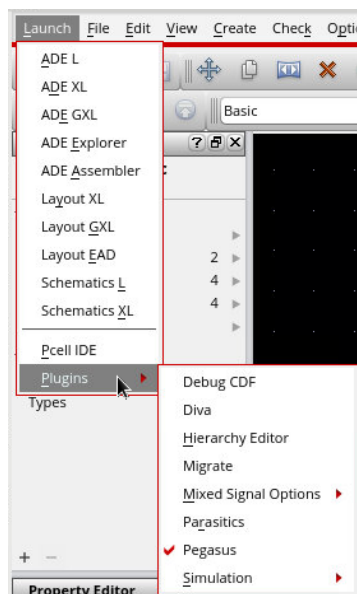 Launch File Edit View Create Check Opti
ADE L
ADE XL
ADE GXL
Basic
ADE Explorer
ADE Assembler
Layout XL
Layout GXL
Layout EAD
2
Schematics L
4
Schematics XL
4
Pcell IDE
Plugins
Types
Debug CDF
Diva
Hierarchy Editor
Migrate
Mixed Signal Options
Parasitics
Pegasus
Simulation
Property Editor